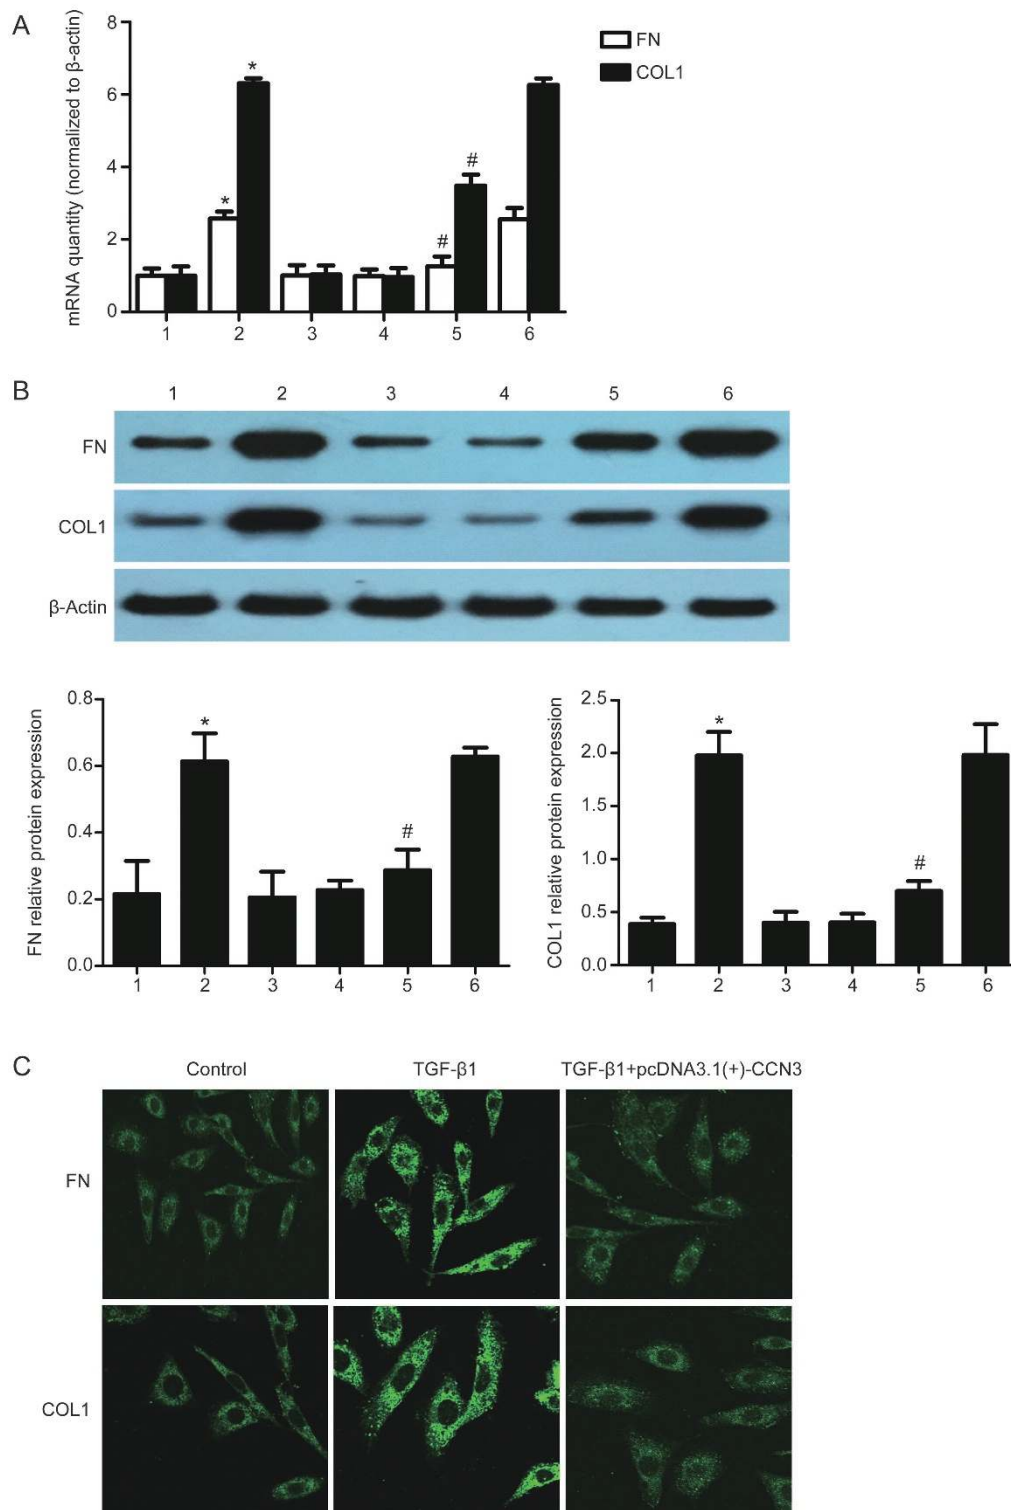 A
mRNA quantity (normalized to β-actin)
8
6
4
2
0
* * # #
1 2 3 4 5 6
FN
COL1
B
1 2 3 4 5 6
FN
COL1
β-Actin
FN relative protein expression
0.8
0.6
0.4
0.2
0.0
* #
1 2 3 4 5 6
COL1 relative protein expression
2.5
2.0
1.5
1.0
0.5
0.0
* #
1 2 3 4 5 6
C
Control TGF-β1 TGF-β1+pcDNA3.1(+)-CCN3
FN
COL1